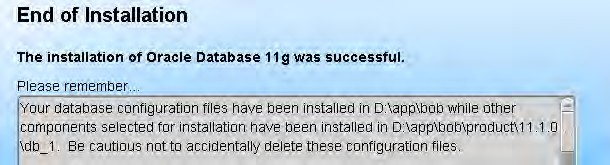 End of Installation
The installation of Oracle Database 11g was successful.
Please remember...
Your database configuration files have been installed in D:\app\bob while other
components selected for installation have been installed in D:\app\bob\product\11.1.0
\db_1. Be cautious not to accidentally delete these configuration files.